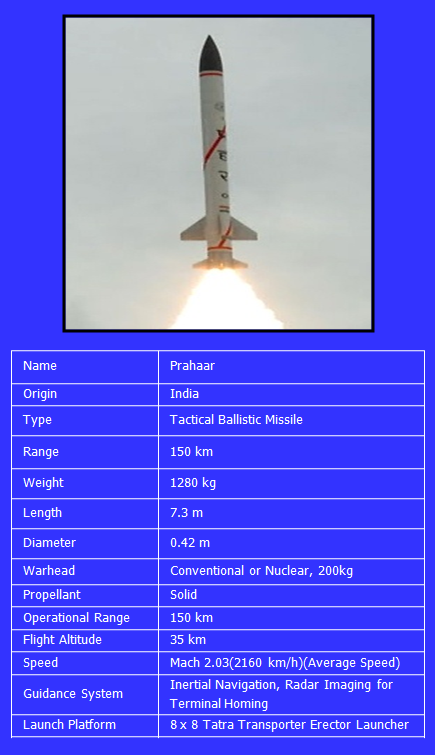 Name Prahaar
Origin India
Type Tactical Ballistic Missile
Range 150 km
Weight 1280 kg
Length 7.3 m
Diameter 0.42 m
Warhead Conventional or Nuclear, 200kg
Propellant Solid
Operational Range 150 km
Flight Altitude 35 km
Speed Mach 2.03(2160 km/h)(Average Speed)
Guidance System Inertial Navigation, Radar Imaging for
Terminal Homing
Launch Platform 8 x 8 Tatra Transporter Erector Launcher